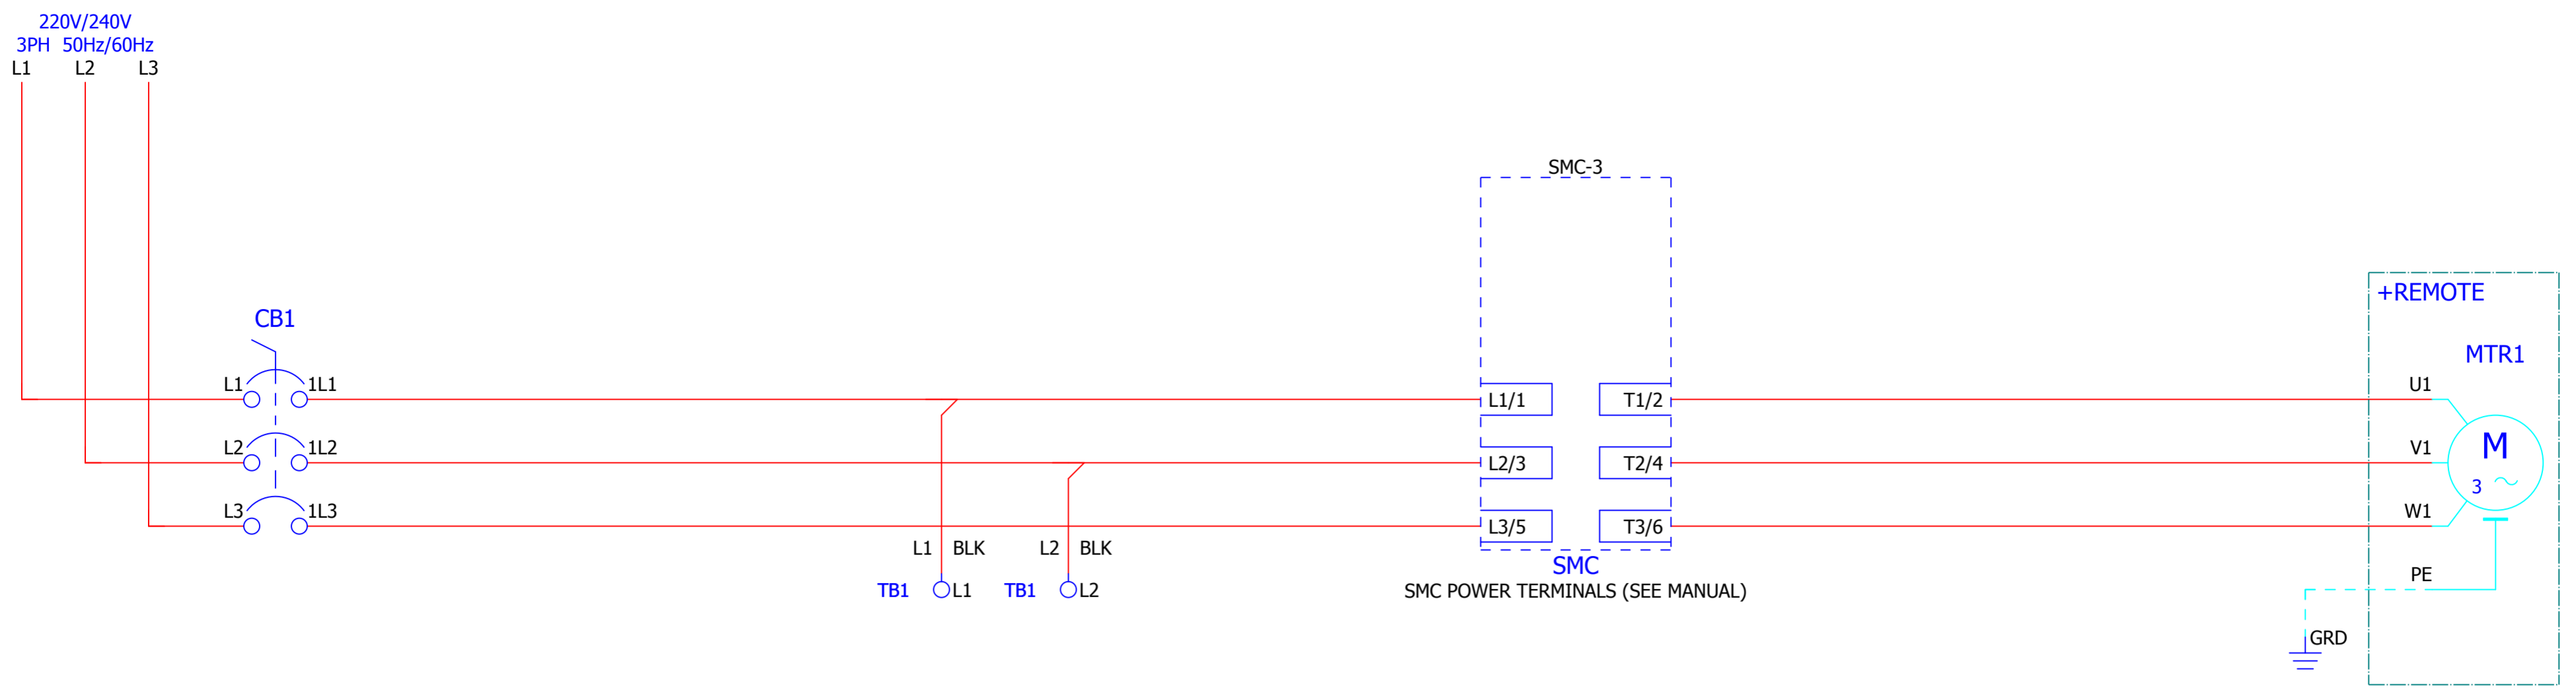 220V/240V
3PH 50Hz/60Hz
L1 L2 L3
SMC-3
+REMOTE
CB1
MTR1
L1 1L1
L1/1 T1/2
U1
L2 1L2
L2/3 T2/4
V1
M
3
L3 1L3
L3/5 T3/6
W1
L1 BLK L2 BLK
SMC
PE
TB1 L1 TB1 L2
SMC POWER TERMINALS (SEE MANUAL)
GRD